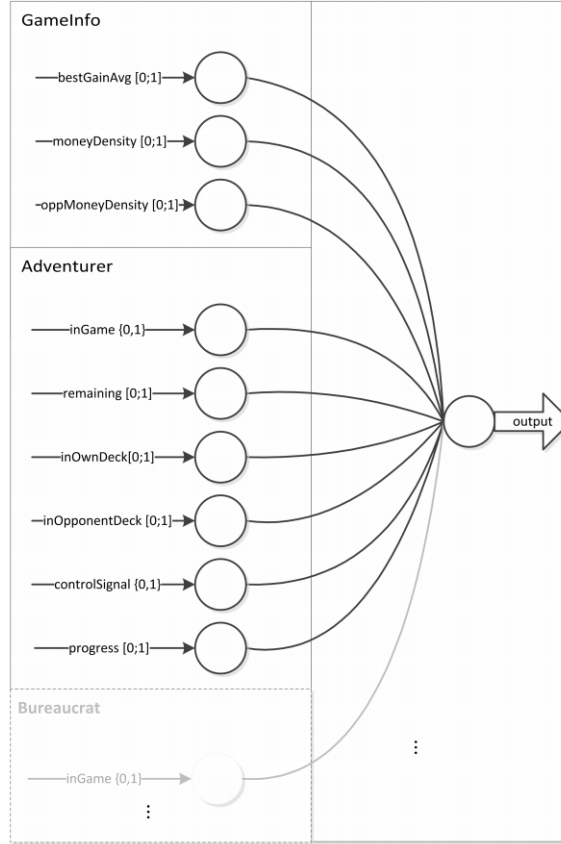 GameInfo
bestGainAvg [0;1]
moneyDensity [0;1]
oppMoneyDensity [0;1]
Adventurer
inGame {0,1}
remaining [0;1]
inOwnDeck[0;1]
output
inOpponentDeck [0;1]
controlSignal {0,1}
progress [0;1]
Bureaucrat
inGame {0,1}